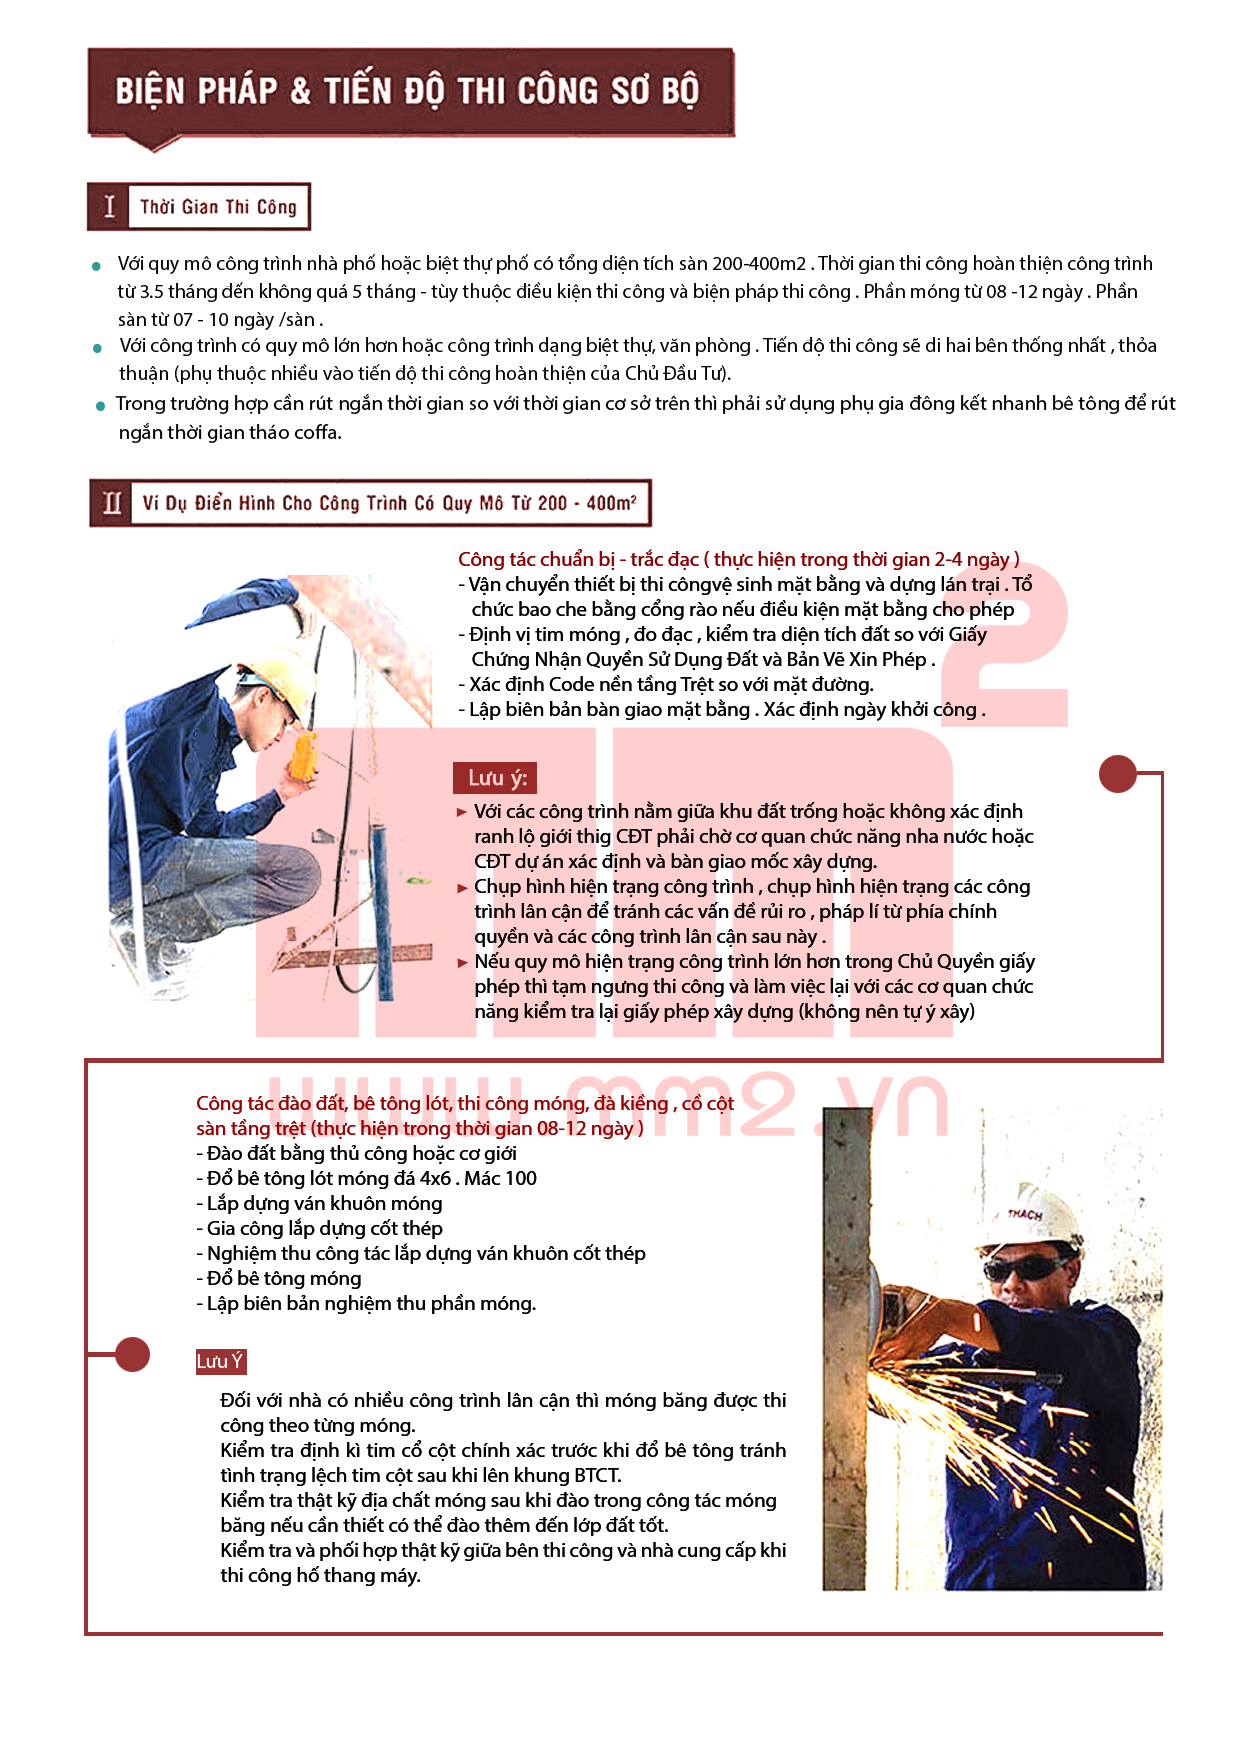 BIỆN PHÁP & TIẾN ĐỘ THI CÔNG SƠ BỘ
I Thời Gian Thi Công
Với quy mô công trình nhà phố hoặc biệt thự phố có tổng diện tích sàn 200-400m2 . Thời gian thi công hoàn thiện công trình
từ 3.5 tháng đến không quá 5 tháng - tùy thuộc điều kiện thi công và biện pháp thi công . Phần móng từ 08 -12 ngày . Phần
sàn từ 07 - 10 ngày /sàn .
Với công trình có quy mô lớn hơn hoặc công trình dạng biệt thự, văn phòng . Tiến độ thi công sẽ di hai bên thống nhất , thỏa
thuận (phụ thuộc nhiều vào tiến độ thi công hoàn thiện của Chủ Đầu Tư).
Trong trường hợp cần rút ngắn thời gian so với thời gian cơ sở trên thì phải sử dụng phụ gia đông kết nhanh bê tông để rút
ngắn thời gian tháo coffa.
II Ví Dụ Điển Hình Cho Công Trình Có Quy Mô Từ 200 - 400m²
Công tác chuẩn bị - trắc đạc ( thực hiện trong thời gian 2-4 ngày )
- Vận chuyển thiết bị thi côngvệ sinh mặt bằng và dựng lán trại . Tổ
chức bao che bằng cổng rào nếu điều kiện mặt bằng cho phép
- Định vị tim móng , đo đạc , kiểm tra diện tích đất so với Giấy
Chứng Nhận Quyền Sử Dụng Đất và Bản Vẽ Xin Phép .
- Xác định Code nền tầng Trệt so với mặt đường.
- Lập biên bản bàn giao mặt bằng . Xác định ngày khởi công .
Lưu ý:
Với các công trình nằm giữa khu đất trống hoặc không xác định
ranh lộ giới thig CĐT phải chờ cơ quan chức năng nha nước hoặc
CĐT dự án xác định và bàn giao mốc xây dựng.
Chụp hình hiện trạng công trình , chụp hình hiện trạng các công
trình lân cận để tránh các vấn đề rủi ro , pháp lí từ phía chính
quyền và các công trình lân cận sau này .
Nếu quy mô hiện trạng công trình lớn hơn trong Chủ Quyền giấy
phép thì tạm ngưng thi công và làm việc lại với các cơ quan chức
năng kiểm tra lại giấy phép xây dựng (không nên tự ý xây)
m²
www.mm2.vn
Công tác đào đất, bê tông lót, thi công móng, đà kiềng , cổ cột
sàn tầng trệt (thực hiện trong thời gian 08-12 ngày )
- Đào đất bằng thủ công hoặc cơ giới
- Đổ bê tông lót móng đá 4x6 . Mác 100
- Lắp dựng ván khuôn móng
- Gia công lắp dựng cốt thép
- Nghiệm thu công tác lắp dựng ván khuôn cốt thép
- Đổ bê tông móng
- Lập biên bản nghiệm thu phần móng.
THACH
Lưu Ý
Đối với nhà có nhiều công trình lân cận thì móng băng được thi
công theo từng móng.
Kiểm tra định kì tim cổ cột chính xác trước khi đổ bê tông tránh
tình trạng lệch tim cột sau khi lên khung BTCT.
Kiểm tra thật kỹ địa chất móng sau khi đào trong công tác móng
băng nếu cần thiết có thể đào thêm đến lớp đất tốt.
Kiểm tra và phối hợp thật kỹ giữa bên thi công và nhà cung cấp khi
thi công hố thang máy.